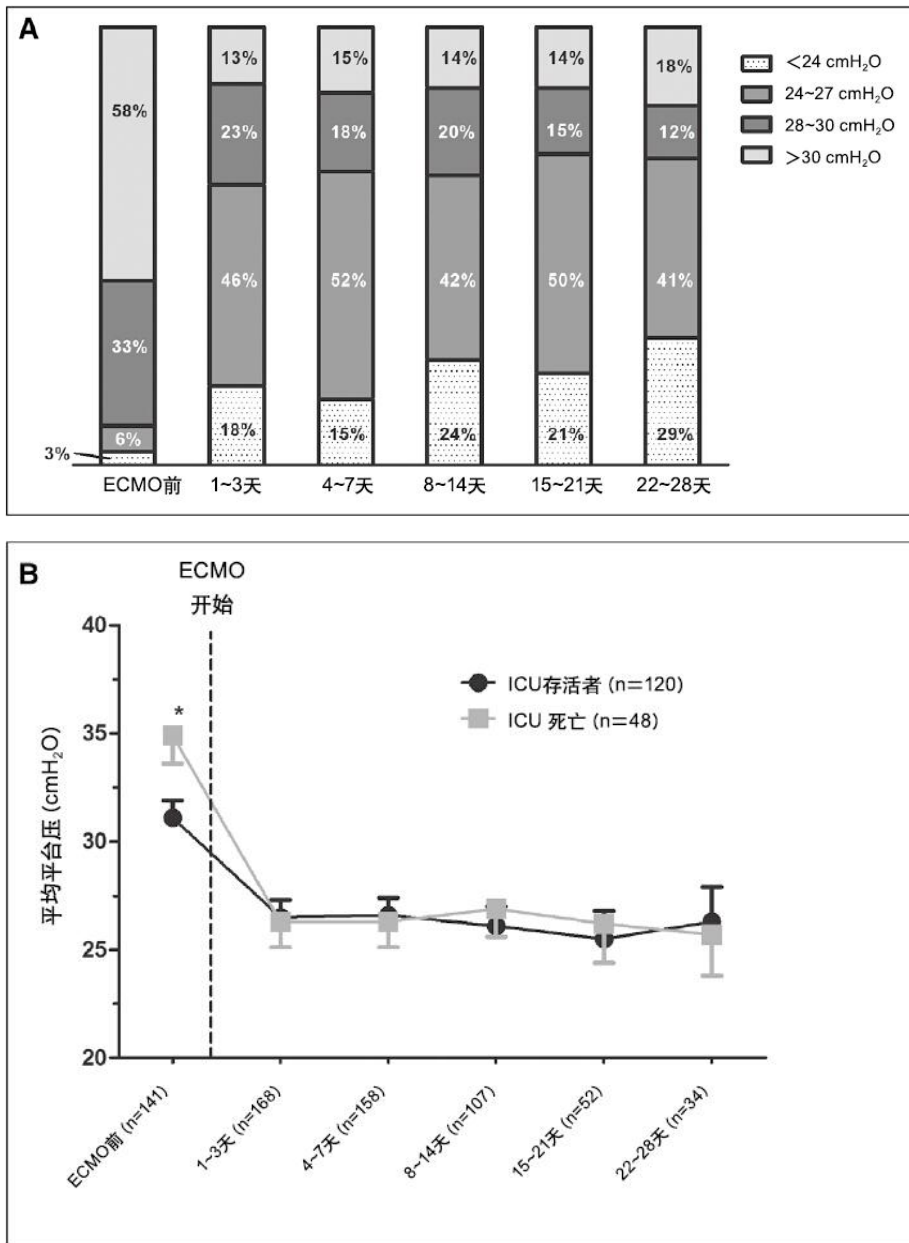 A
58%
33%
6%
3%
13%
23%
46%
18%
15%
18%
52%
15%
14%
20%
42%
24%
14%
15%
50%
21%
18%
12%
41%
29%
<24 cmH₂O
24~27 cmH₂O
28~30 cmH₂O
>30 cmH₂O
ECMO前 1~3天 4~7天 8~14天 15~21天 22~28天
B
ECMO
开始
40
35
30
25
20
平均平台压 (cmH₂O)
*
ICU存活者 (n=120)
ICU 死亡 (n=48)
ECMO前 (n=141)
1~3天 (n=168)
4~7天 (n=158)
8~14天 (n=107)
15~21天 (n=52)
22~28天 (n=34)